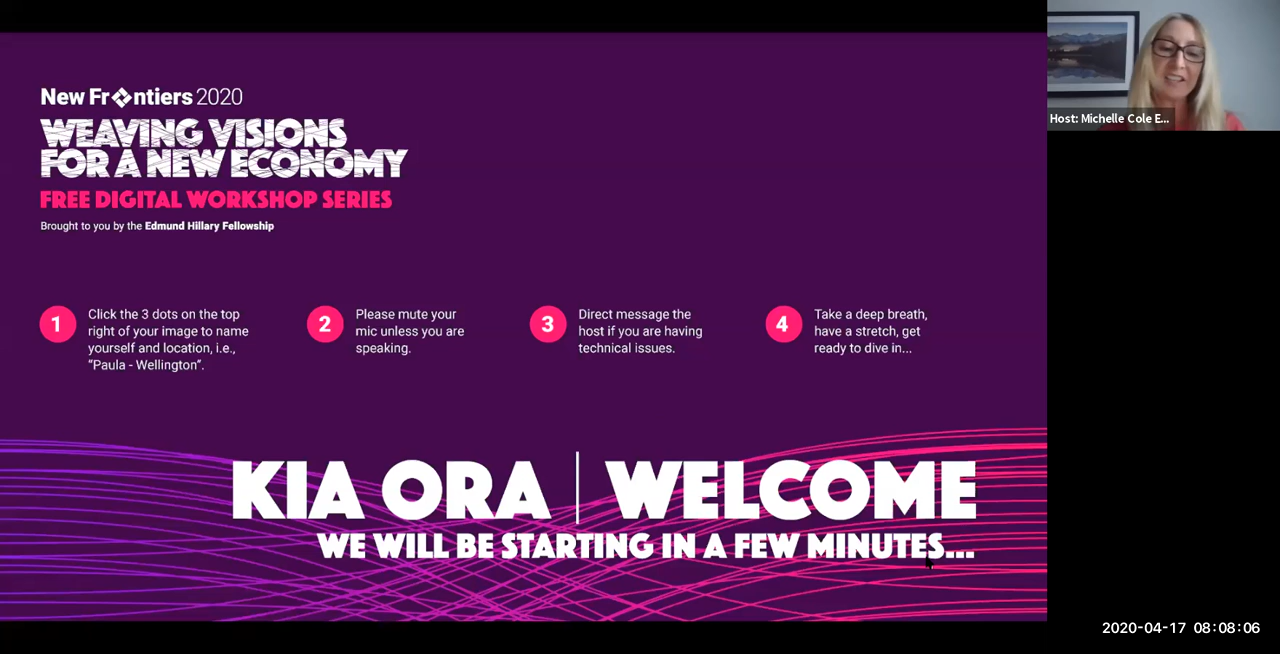 New Frontiers 2020
WEAVING VISIONS
FOR A NEW ECONOMY
FREE DIGITAL WORKSHOP SERIES
Brought to you by the Edmund Hillary Fellowship
1
Click the 3 dots on the top
right of your image to name
yourself and location, i.e.,
“Paula - Wellington”.
2
Please mute your
mic unless you are
speaking.
3
Direct message the
host if you are having
technical issues.
4
Take a deep breath,
have a stretch, get
ready to dive in...
KIA ORA | WELCOME
WE WILL BE STARTING IN A FEW MINUTES...
Host: Michelle Cole E...
2020-04-17 08:08:06